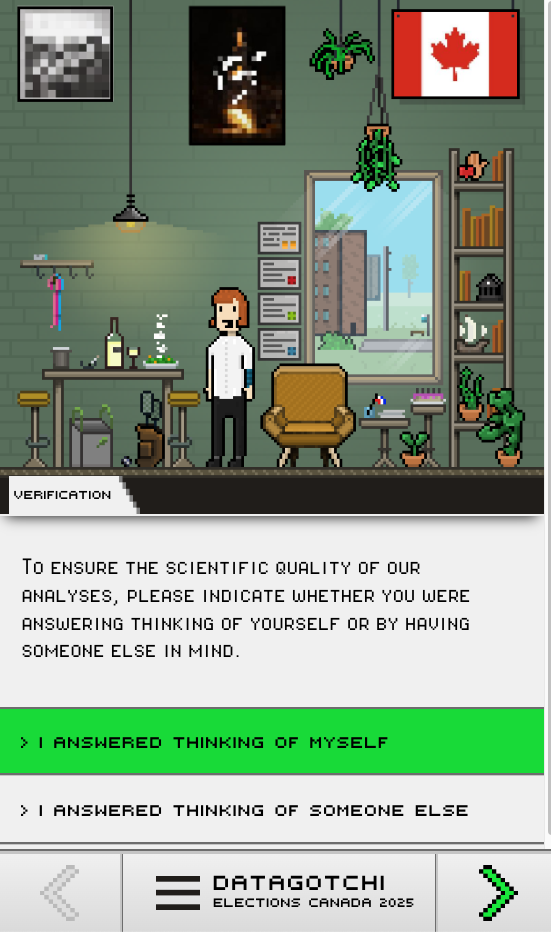 VERIFICATION
To ensure the scientific quality of our
analyses, please indicate whether you were
answering thinking of yourself or by having
someone else in mind.
> I ANSWERED THINKING OF MYSELF
> I ANSWERED THINKING OF SOMEONE ELSE
DATAGOTCHI
ELECTIONS CANADA 2025